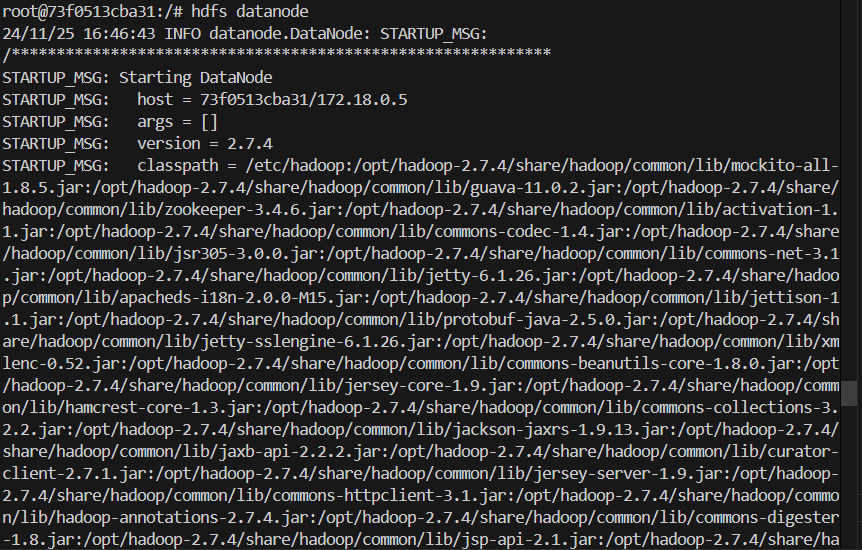 root@73f0513cba31:/# hdfs datanode
24/11/25 16:46:43 INFO datanode.DataNode: STARTUP_MSG:
/************************************************************
STARTUP_MSG: Starting DataNode
STARTUP_MSG:   host = 73f0513cba31/172.18.0.5
STARTUP_MSG:   args = []
STARTUP_MSG:   version = 2.7.4
STARTUP_MSG:   classpath = /etc/hadoop:/opt/hadoop-2.7.4/share/hadoop/common/lib/mockito-all-
1.8.5.jar:/opt/hadoop-2.7.4/share/hadoop/common/lib/guava-11.0.2.jar:/opt/hadoop-2.7.4/share/
hadoop/common/lib/zookeeper-3.4.6.jar:/opt/hadoop-2.7.4/share/hadoop/common/lib/activation-1.
1.jar:/opt/hadoop-2.7.4/share/hadoop/common/lib/commons-codec-1.4.jar:/opt/hadoop-2.7.4/share
/hadoop/common/lib/jsr305-3.0.0.jar:/opt/hadoop-2.7.4/share/hadoop/common/lib/commons-net-3.1
.jar:/opt/hadoop-2.7.4/share/hadoop/common/lib/jetty-6.1.26.jar:/opt/hadoop-2.7.4/share/hadoo
p/common/lib/apacheds-i18n-2.0.0-M15.jar:/opt/hadoop-2.7.4/share/hadoop/common/lib/jettison-1
.1.jar:/opt/hadoop-2.7.4/share/hadoop/common/lib/protobuf-java-2.5.0.jar:/opt/hadoop-2.7.4/sh
are/hadoop/common/lib/jetty-sslengine-6.1.26.jar:/opt/hadoop-2.7.4/share/hadoop/common/lib/xm
lenc-0.52.jar:/opt/hadoop-2.7.4/share/hadoop/common/lib/commons-beanutils-core-1.8.0.jar:/opt
/hadoop-2.7.4/share/hadoop/common/lib/jersey-core-1.9.jar:/opt/hadoop-2.7.4/share/hadoop/comm
on/lib/hamcrest-core-1.3.jar:/opt/hadoop-2.7.4/share/hadoop/common/lib/commons-collections-3.
2.2.jar:/opt/hadoop-2.7.4/share/hadoop/common/lib/jackson-jaxrs-1.9.13.jar:/opt/hadoop-2.7.4/
share/hadoop/common/lib/jaxb-api-2.2.2.jar:/opt/hadoop-2.7.4/share/hadoop/common/lib/curator-
client-2.7.1.jar:/opt/hadoop-2.7.4/share/hadoop/common/lib/jersey-server-1.9.jar:/opt/hadoop-
2.7.4/share/hadoop/common/lib/commons-httpclient-3.1.jar:/opt/hadoop-2.7.4/share/hadoop/commo
n/lib/hadoop-annotations-2.7.4.jar:/opt/hadoop-2.7.4/share/hadoop/common/lib/commons-digester
-1.8.jar:/opt/hadoop-2.7.4/share/hadoop/common/lib/jsp-api-2.1.jar:/opt/hadoop-2.7.4/share/ha